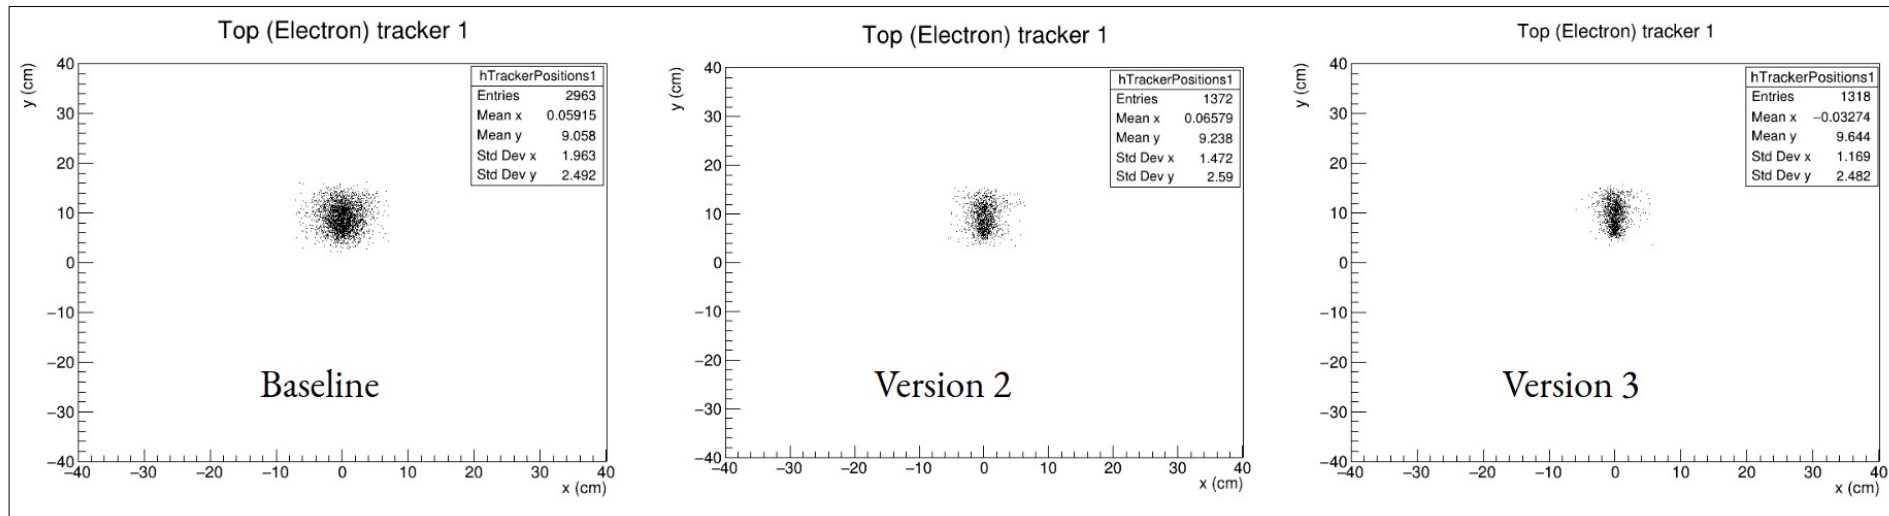 Top (Electron) tracker 1
y (cm)
40
30
20
10
0
−10
−20
−30
−40
hTrackerPositions1
Entries 2963
Mean x 0.05915
Mean y 9.058
Std Dev x 1.963
Std Dev y 2.492
Baseline
−40 −30 −20 −10 0 10 20 30 40
x (cm)
Top (Electron) tracker 1
y (cm)
40
30
20
10
0
−10
−20
−30
−40
hTrackerPositions1
Entries 1372
Mean x 0.06579
Mean y 9.238
Std Dev x 1.472
Std Dev y 2.59
Version 2
−40 −30 −20 −10 0 10 20 30 40
x (cm)
Top (Electron) tracker 1
y (cm)
40
30
20
10
0
−10
−20
−30
−40
hTrackerPositions1
Entries 1318
Mean x −0.03274
Mean y 9.644
Std Dev x 1.169
Std Dev y 2.482
Version 3
−40 −30 −20 −10 0 10 20 30 40
x (cm)